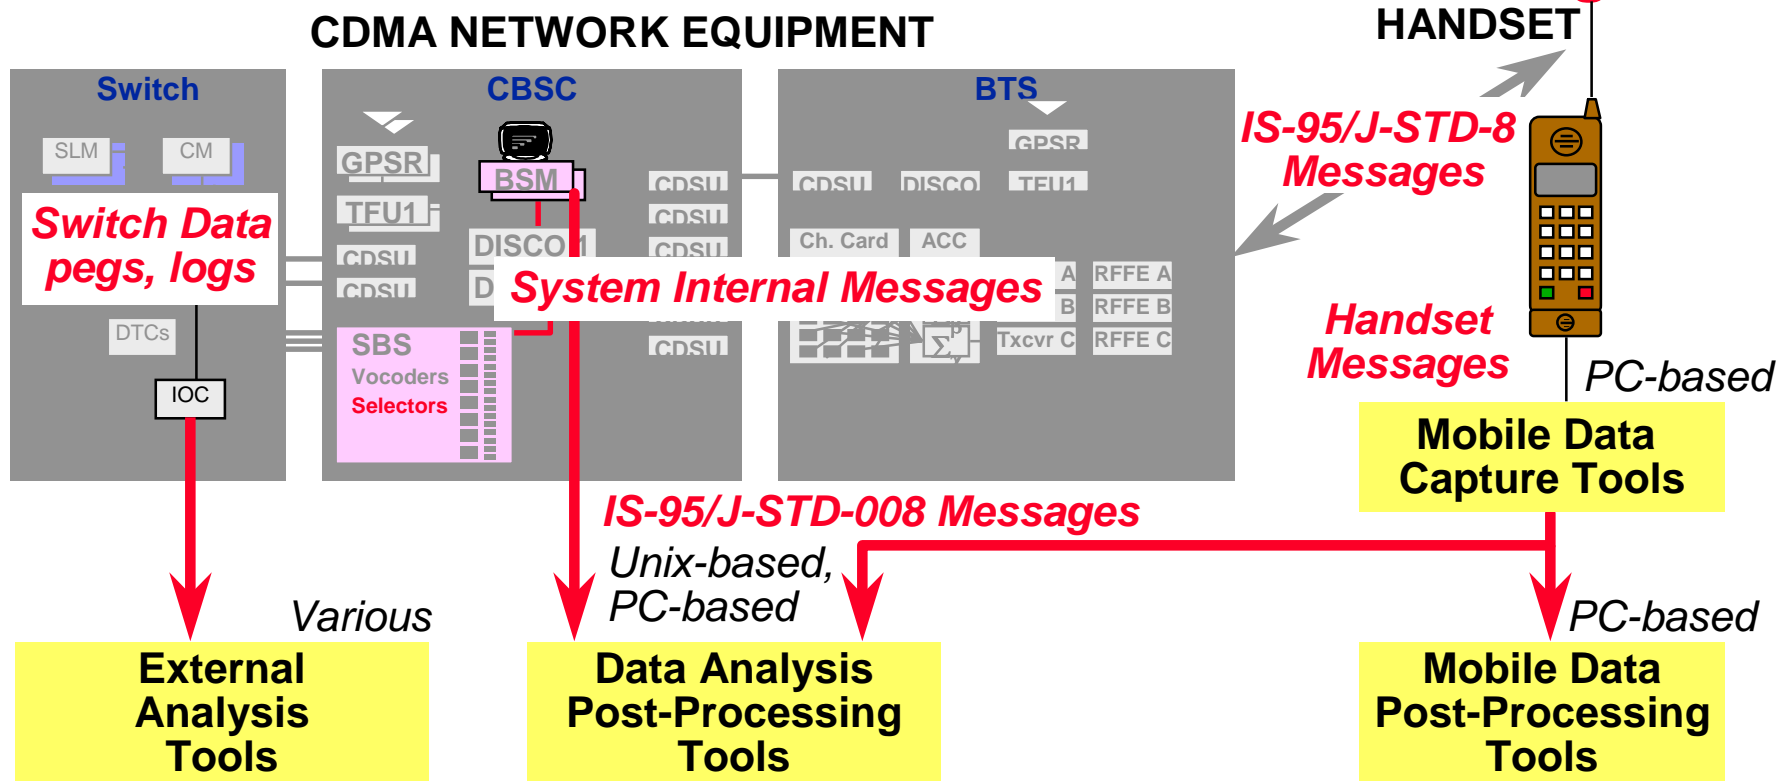 CDMA NETWORK EQUIPMENT
HANDSET
Switch
CBSC
BTS
SLM
CM
GPSR
BSM
TFU1
CDSU
CDSU
CDSU
DISCO
TFU1
GPSR
IS-95/J-STD-8
Messages
Switch Data
pegs, logs
CDSU
CDSU
DISCO 1
CDSU
CDSU
Ch. Card
ACC
System Internal Messages
A
RFFE A
B
RFFE B
Txcvr C
RFFE C
Σ
DTCs
SBS
Vocoders
Selectors
CDSU
IOC
Handset
Messages
PC-based
Mobile Data
Capture Tools
IS-95/J-STD-008 Messages
Unix-based,
PC-based
Various
PC-based
External
Analysis
Tools
Data Analysis
Post-Processing
Tools
Mobile Data
Post-Processing
Tools